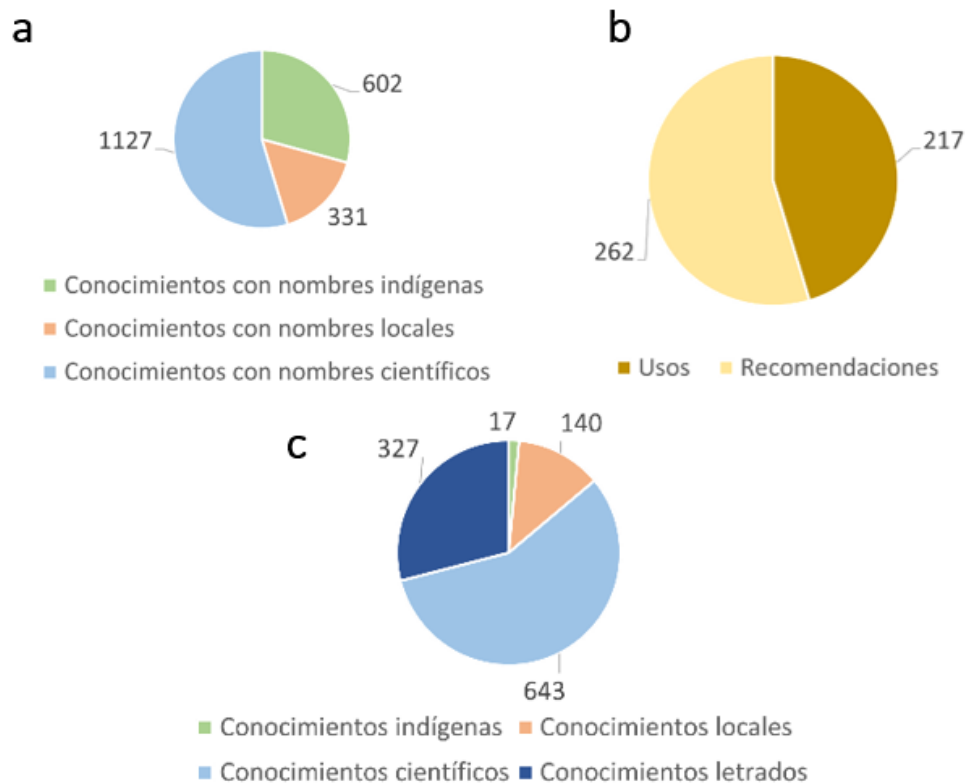 a
602
1127
331
Conocimientos con nombres indígenas
Conocimientos con nombres locales
Conocimientos con nombres científicos
b
217
262
Usos Recomendaciones
c
17 140
327
643
Conocimientos indígenas Conocimientos locales
Conocimientos científicos Conocimientos letrados